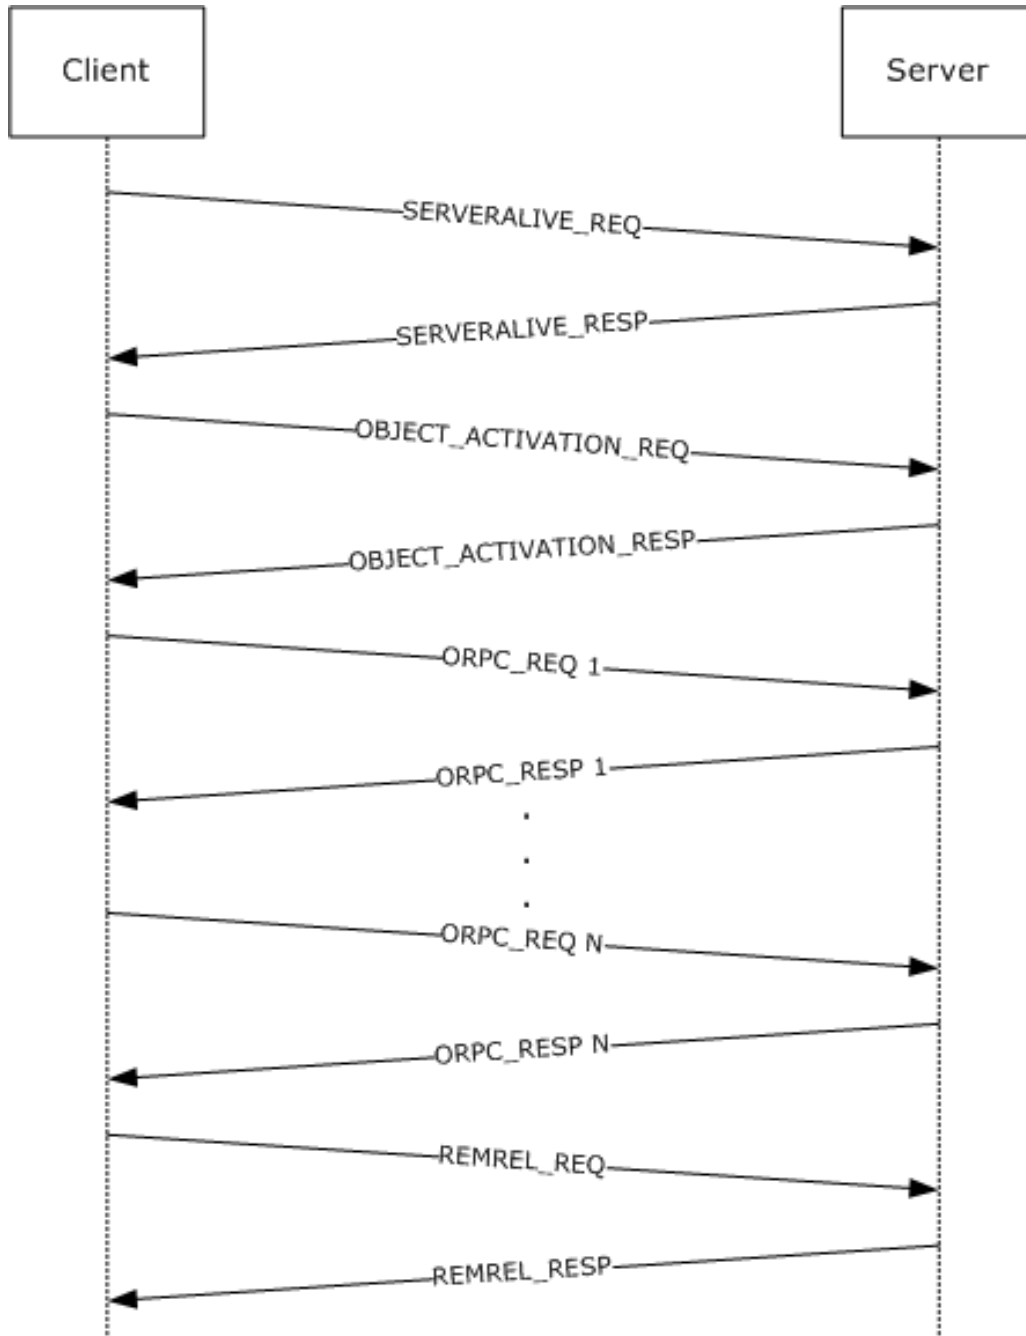 Client
Server
SERVERALIVE_REQ
SERVERALIVE_RESP
OBJECT_ACTIVATION_REQ
OBJECT_ACTIVATION_RESP
ORPC_REQ 1
ORPC_RESP 1
.
.
.
ORPC_REQ N
ORPC_RESP N
REMREL_REQ
REMREL_RESP